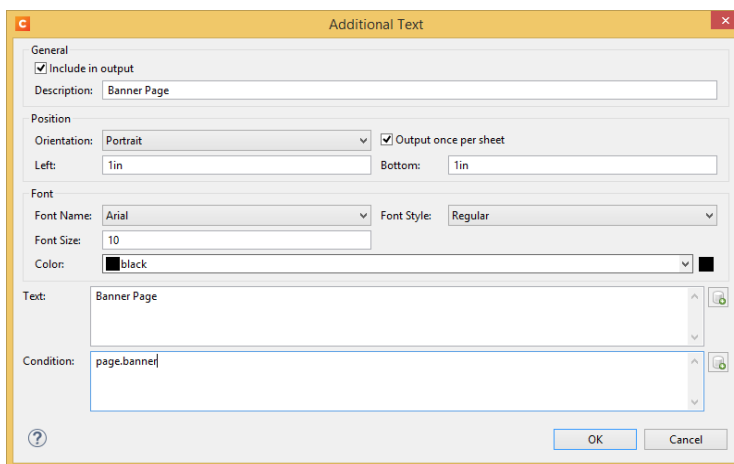 C
Additional Text
General
Include in output
Description: Banner Page
Position
Orientation: Portrait Output once per sheet
Left: 1in Bottom: 1in
Font
Font Name: Arial Font Style: Regular
Font Size: 10
Color: black
Text: Banner Page
Condition: page.banner
? OK Cancel